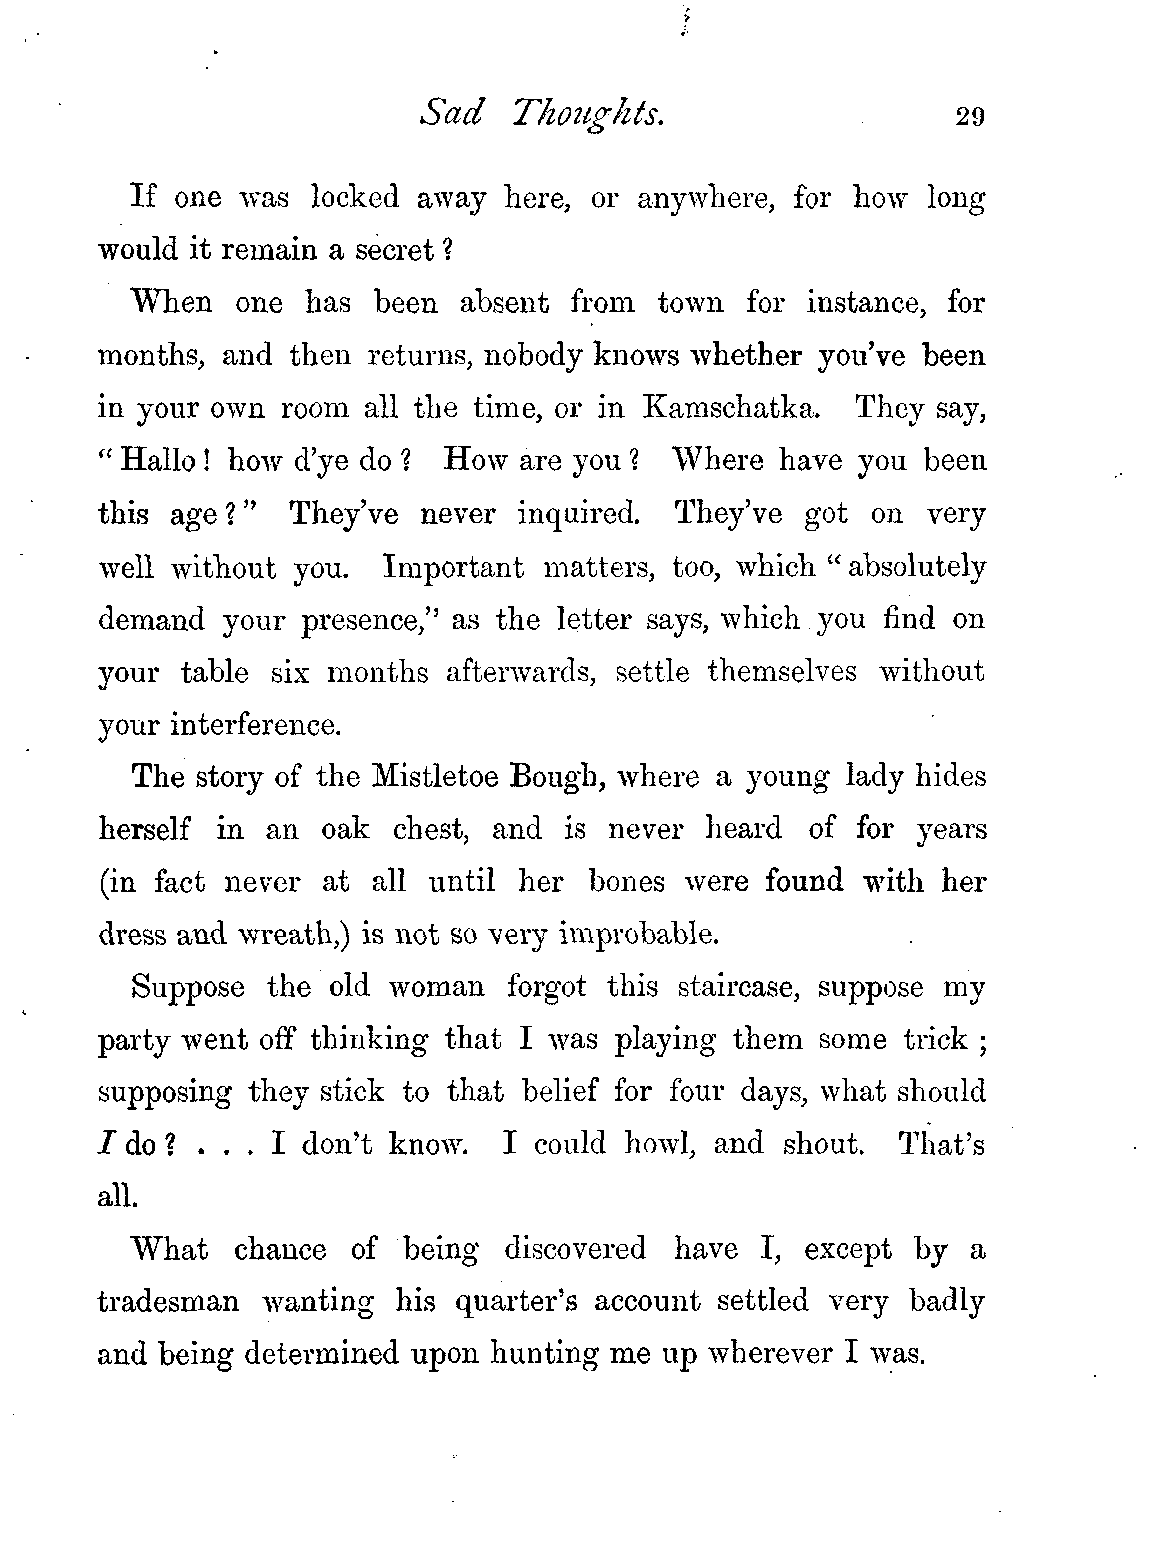 Sad Thoughts. 29
If one was locked away here, or anywhere, for how long
would it remain a secret ?
When one has been absent from town for instance, for
months, and then returns, nobody knows whether you've been
in your own room all the time, or in Kamschatka. They say,
“ Hallo ! how d'ye do ? How are you ? Where have you been
this age ? ” They've never inquired. They've got on very
well without you. Important matters, too, which “ absolutely
demand your presence,” as the letter says, which you find on
your table six months afterwards, settle themselves without
your interference.
The story of the Mistletoe Bough, where a young lady hides
herself in an oak chest, and is never heard of for years
(in fact never at all until her bones were found with her
dress and wreath,) is not so very improbable.
Suppose the old woman forgot this staircase, suppose my
party went off thinking that I was playing them some trick ;
supposing they stick to that belief for four days, what should
I do ? . . . I don't know. I could howl, and shout. That's
all.
What chance of being discovered have I, except by a
tradesman wanting his quarter's account settled very badly
and being determined upon hunting me up wherever I was.